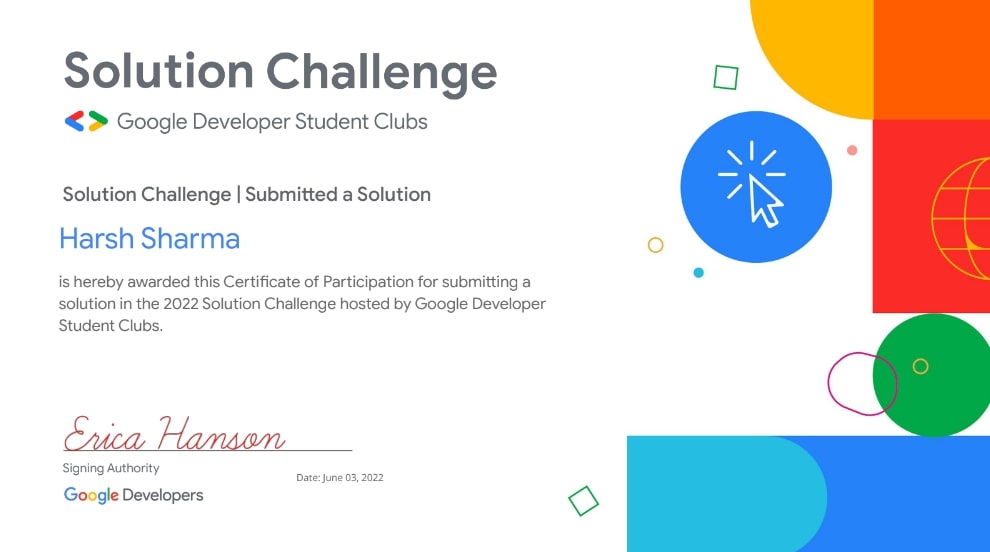 Solution Challenge
Google Developer Student Clubs
Solution Challenge | Submitted a Solution
Harsh Sharma
is hereby awarded this Certificate of Participation for submitting a
solution in the 2022 Solution Challenge hosted by Google Developer
Student Clubs.
Erica Hanson
Signing Authority
Date: June 03, 2022
Google Developers